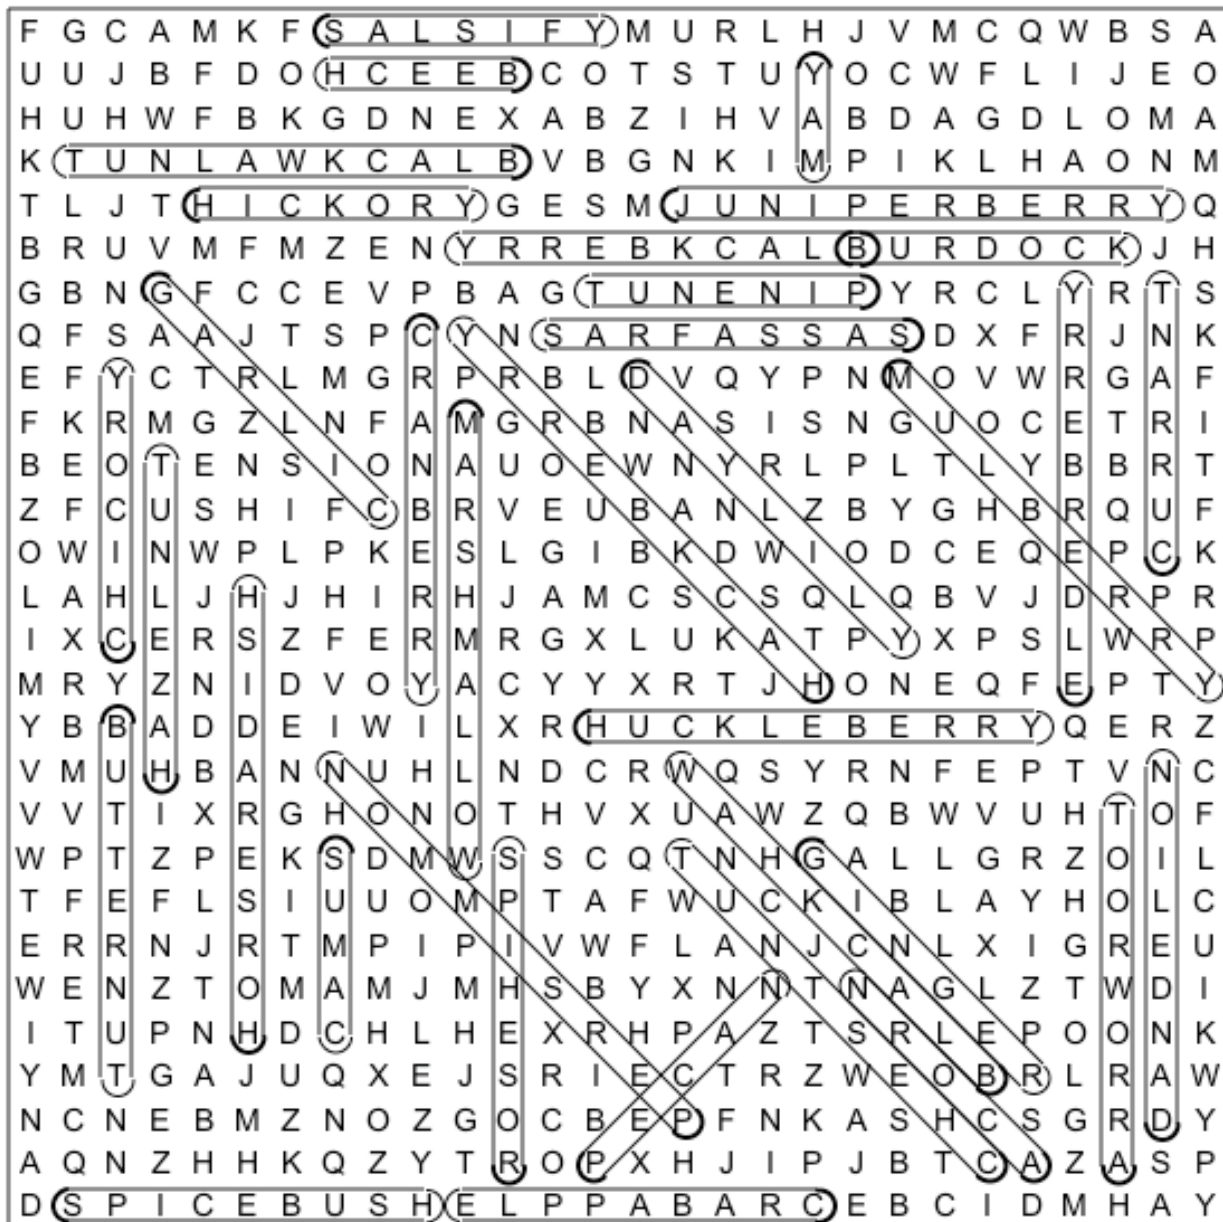 F G C A M K F S A L S I F Y M U R L H J V M C Q W B S A
U U J B F D O H C E E B C O T S T U Y O C W F L I J E O
H U H W F B K G D N E X A B Z I H V A B D A G D L O M A
K T U N L A W K C A L B V B G N K I M P I K L H A O N M
T L J T H I C K O R Y G E S M J U N I P E R B E R R Y Q
B R U V M F M Z E N Y R R E B K C A L B U R D O C K J H
G B N G F C C E V P B A G T U N E N I P Y R C L Y R T S
Q F S A A J T S P C Y N S A R F A S S A S D X F R J N K
E F Y C T R L M G R P R B L D V Q Y P N M O V W R G A F
F K R M G Z L N F A M G R B N A S I S N G U O C E T R I
B E O T E N S I O N A U O E W N Y R L P L T L Y B B R T
Z F C U S H I F C B R V E U B A N L Z B Y G H B R Q U F
O W I N W P L P K E S L G I B K D W I O D C E Q E P C K
L A H L J H J H I R H J A M C S C S Q L Q B V J D R P R
I X C E R S Z F E R M R G X L U K A T P Y X P S L W R P
M R Y Z N I D V O Y A C Y Y X R T J H O N E Q F E P T Y
Y B B A D D E I W I L X R H U C K L E B E R R Y Q E R Z
V M U H B A N N U H L N D C R W Q S Y R N F E P T V N C
V V T I X R G H O N O T H V X U A W Z Q B W V U H T O F
W P T Z P E K S D M W S S C Q T N H G A L L G R Z O I L
T F E F L S I U U O M P T A F W U C K I B L A Y H O L C
E R R N J R T M P I P I V W F L A N J C N L X I G R E U
W E N Z T O M A M J M H S B Y X N N T N A G L Z T W D I
I T U P N H D C H L H E X R H P A Z T S R L E P O O N K
Y M T G A J U Q X E J S R I E C T R Z W E O B R L R A W
N C N E B M Z N O Z G O C B E P F N K A S H C S G R D Y
A Q N Z H H K Q Z Y T R O P X H J I P J B T C A Z A S P
D S P I C E B U S H E L P P A B A R C E B C I D M H A Y